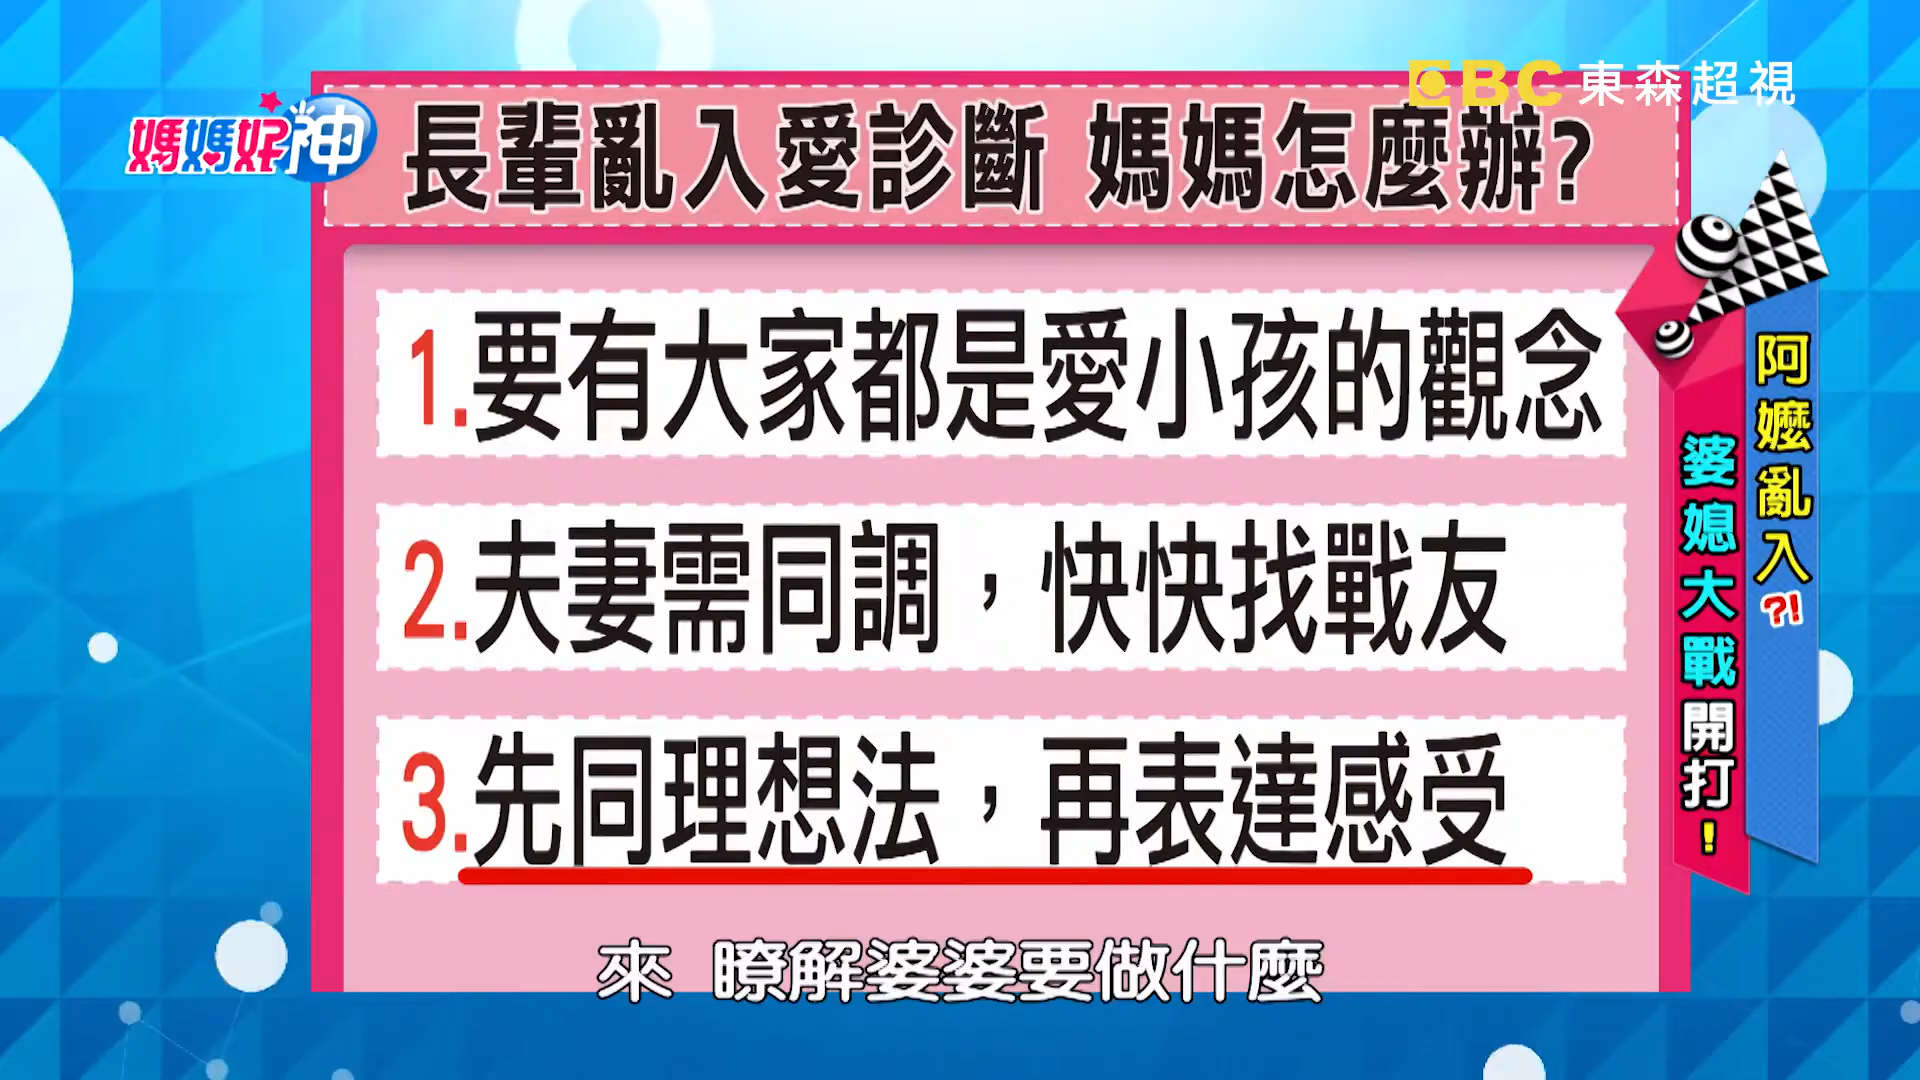 EBC 東森超視
媽媽好神
長輩亂入愛診斷 媽媽怎麼辦?
1.要有大家都是愛小孩的觀念
2.夫妻需同調，快快找戰友
3.先同理想法，再表達感受
阿嬤亂入?!
婆媳大戰開打!
來 瞭解婆婆要做什麼